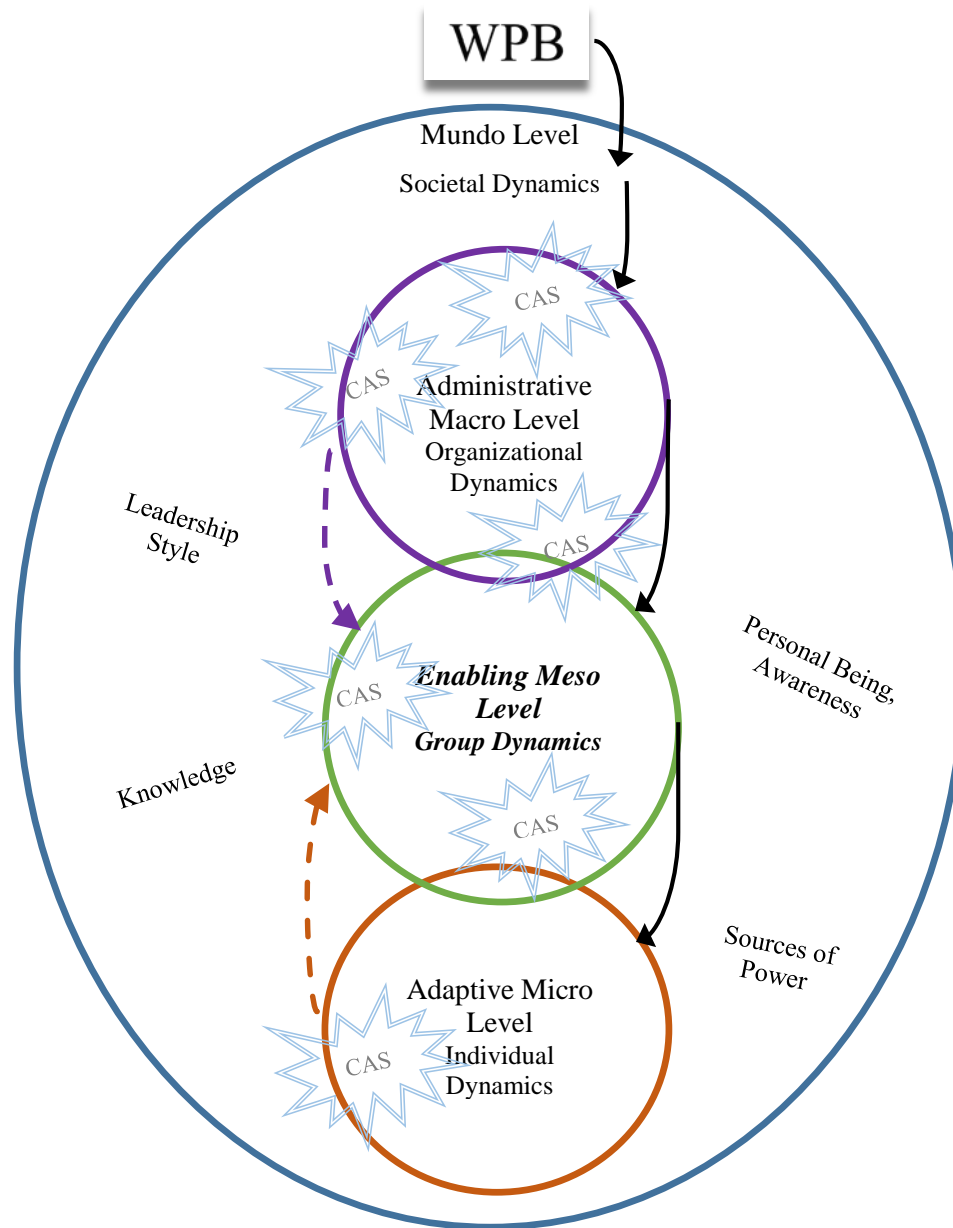 WPB
Mundo Level
Societal Dynamics
CAS
CAS
Administrative
Macro Level
Organizational
Dynamics
Leadership
Style
CAS
Personal Being,
Awareness
Enabling Meso
Level
Group Dynamics
CAS
Knowledge
CAS
Sources of
Power
Adaptive Micro
Level
Individual
Dynamics
CAS